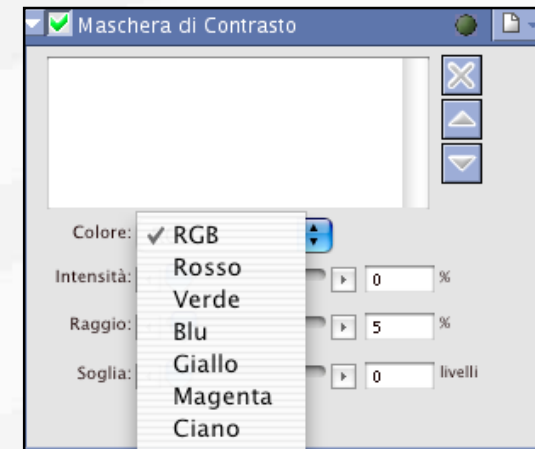 Maschera di Contrasto
Colore: ✓ RGB
Rosso
Intensità: 0 %
Verde
Raggio: 5 %
Blu
Giallo
Soglia: 0 livelli
Magenta
Ciano